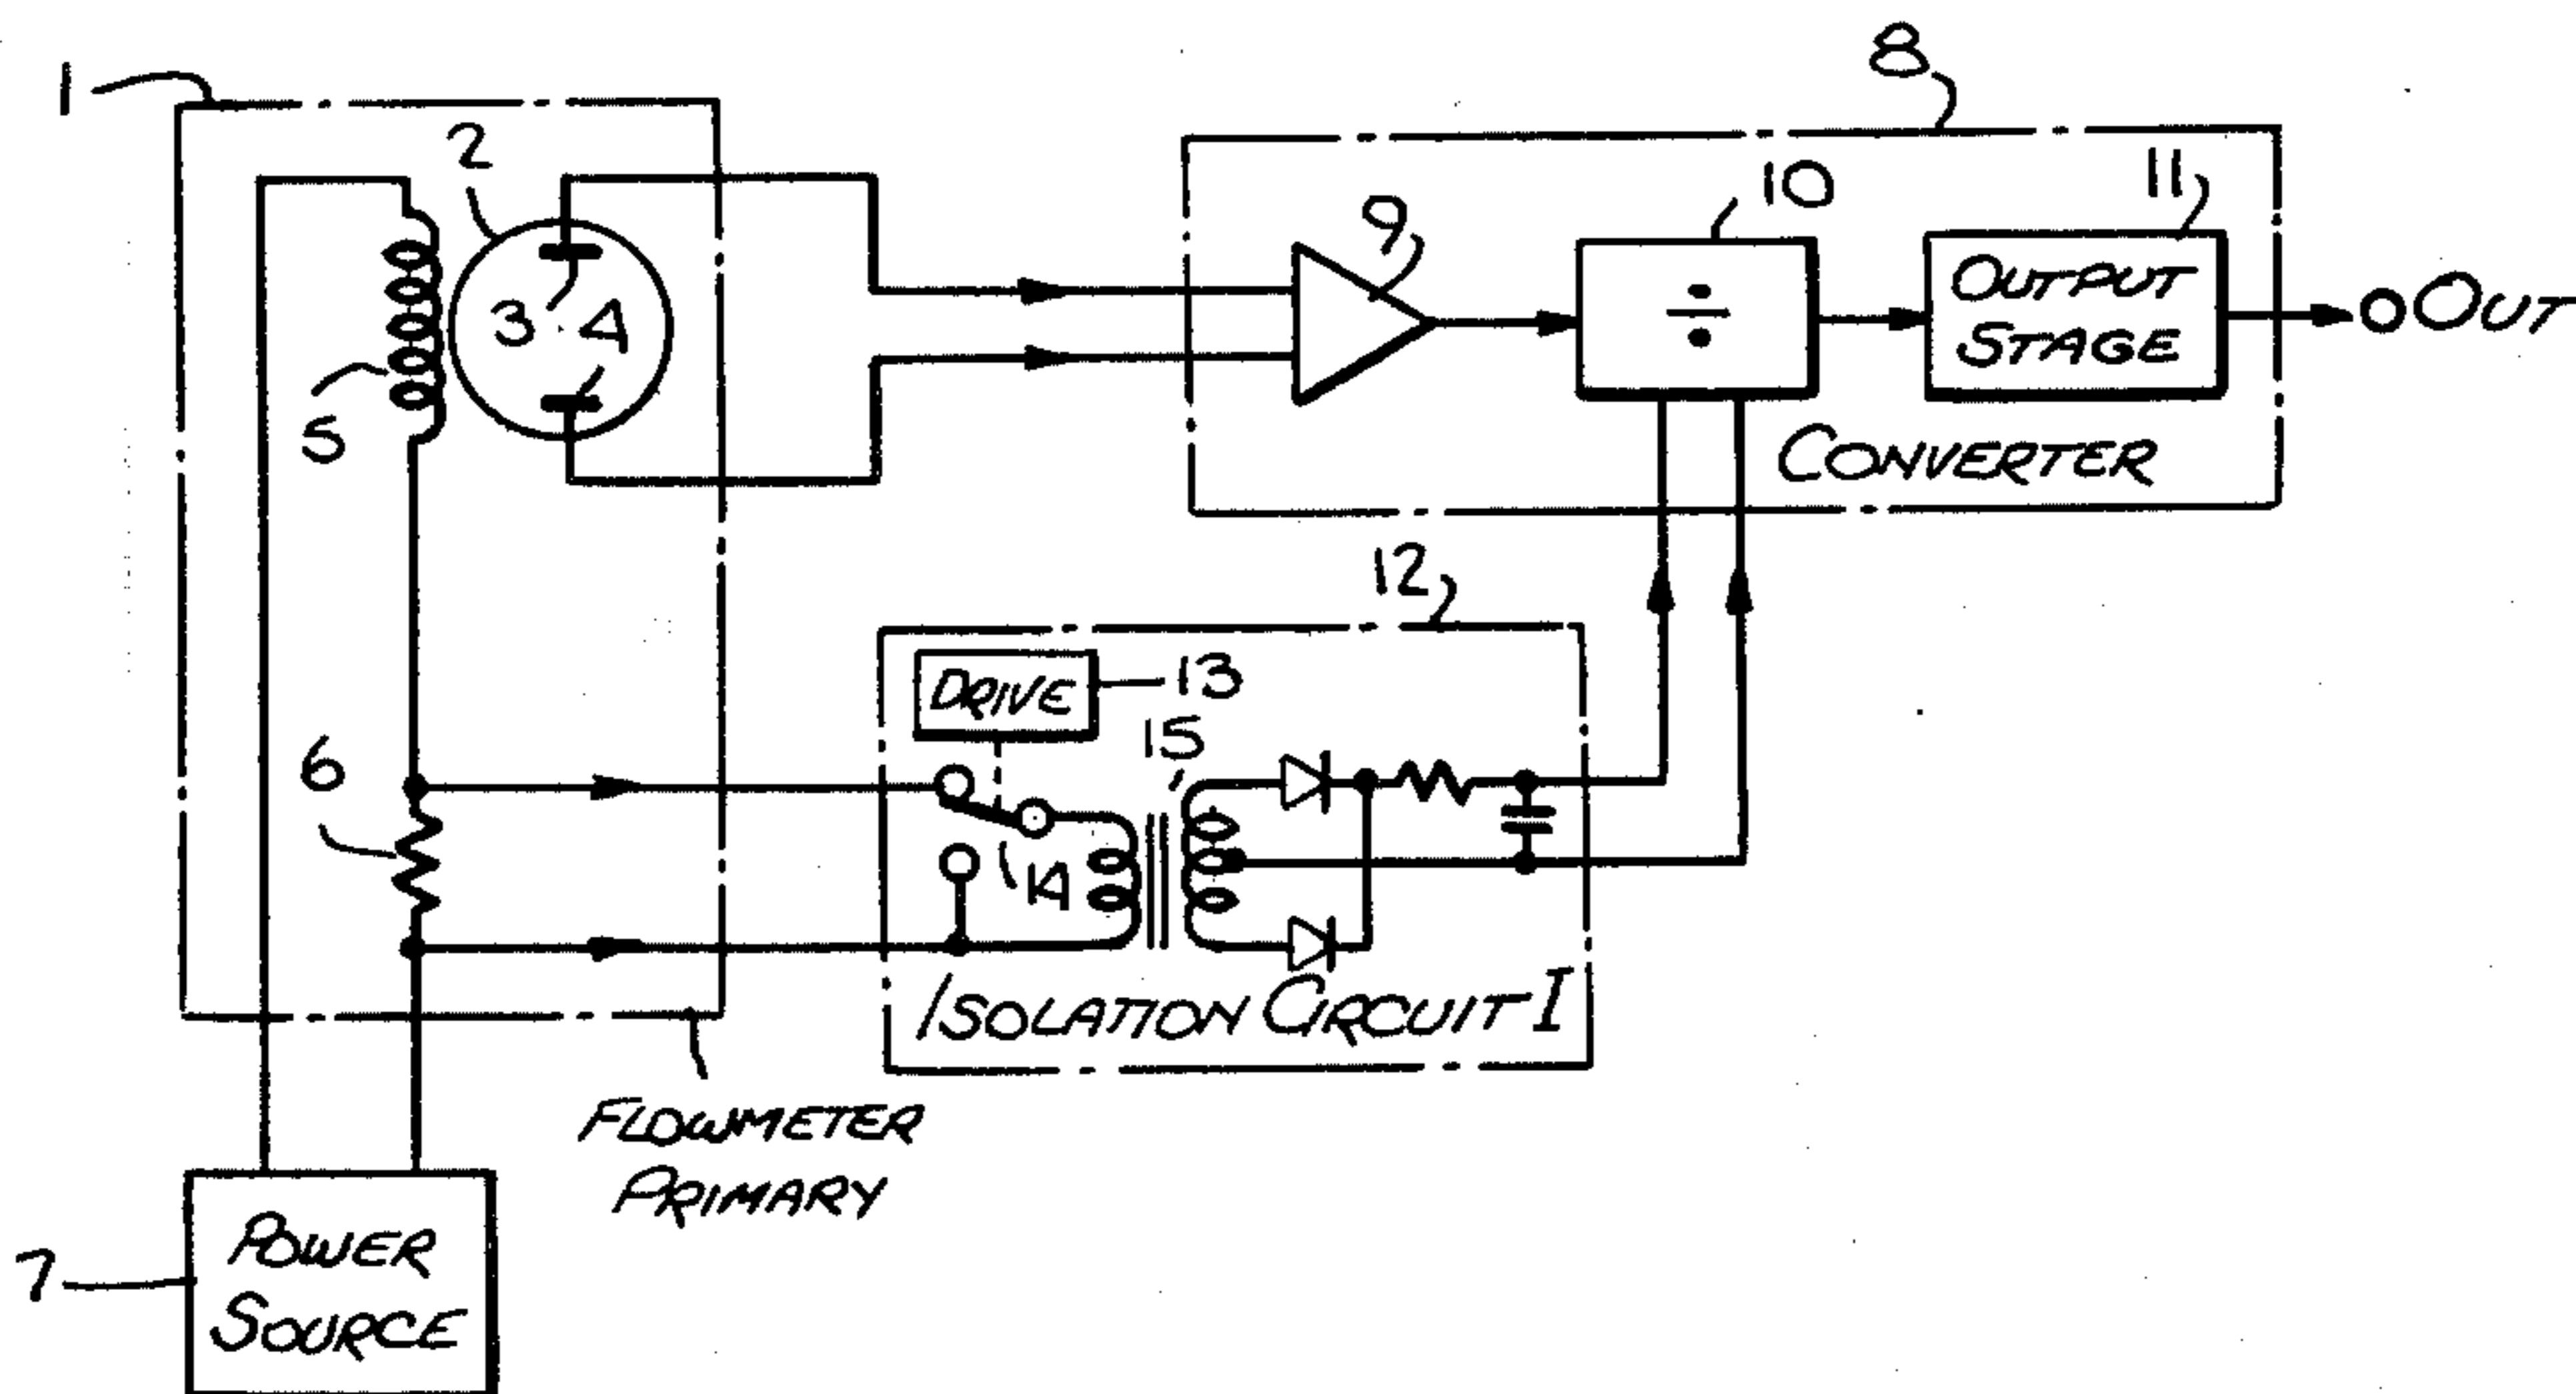 1
2
3
4
5
6
7
POWER
SOURCE
FLOWMETER
PRIMARY
8
9
10
÷
11
OUTPUT
STAGE
OUT
CONVERTER
12
DRIVE
13
14
15
ISOLATION CIRCUIT I